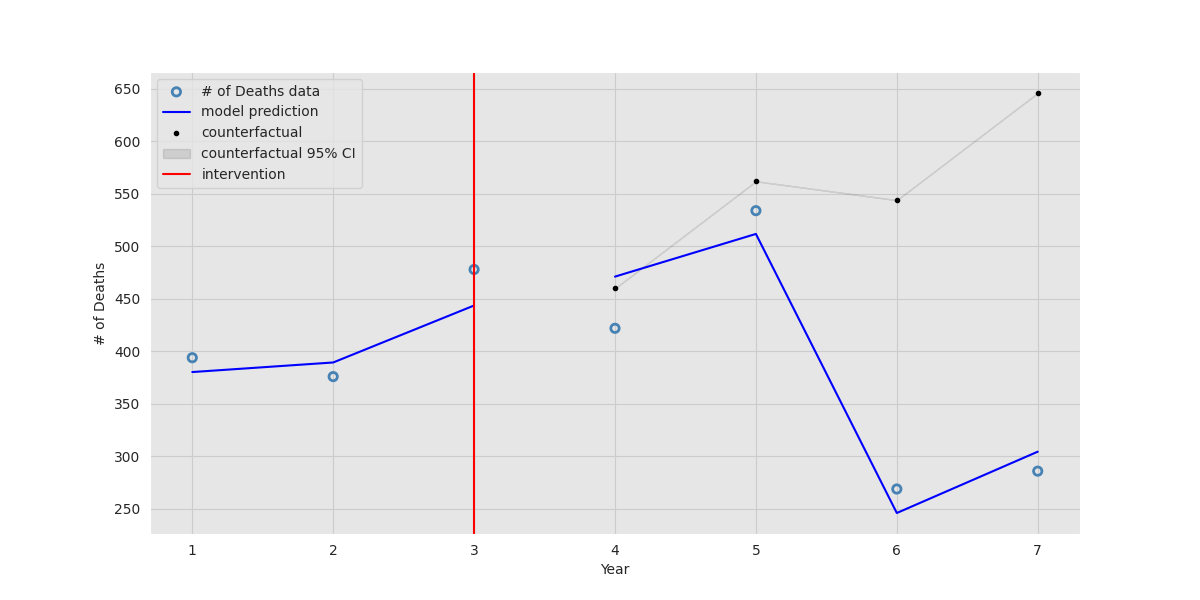 # of Deaths data
model prediction
counterfactual
counterfactual 95% CI
intervention
# of Deaths
650
600
550
500
450
400
350
300
250
1 2 3 4 5 6 7
Year